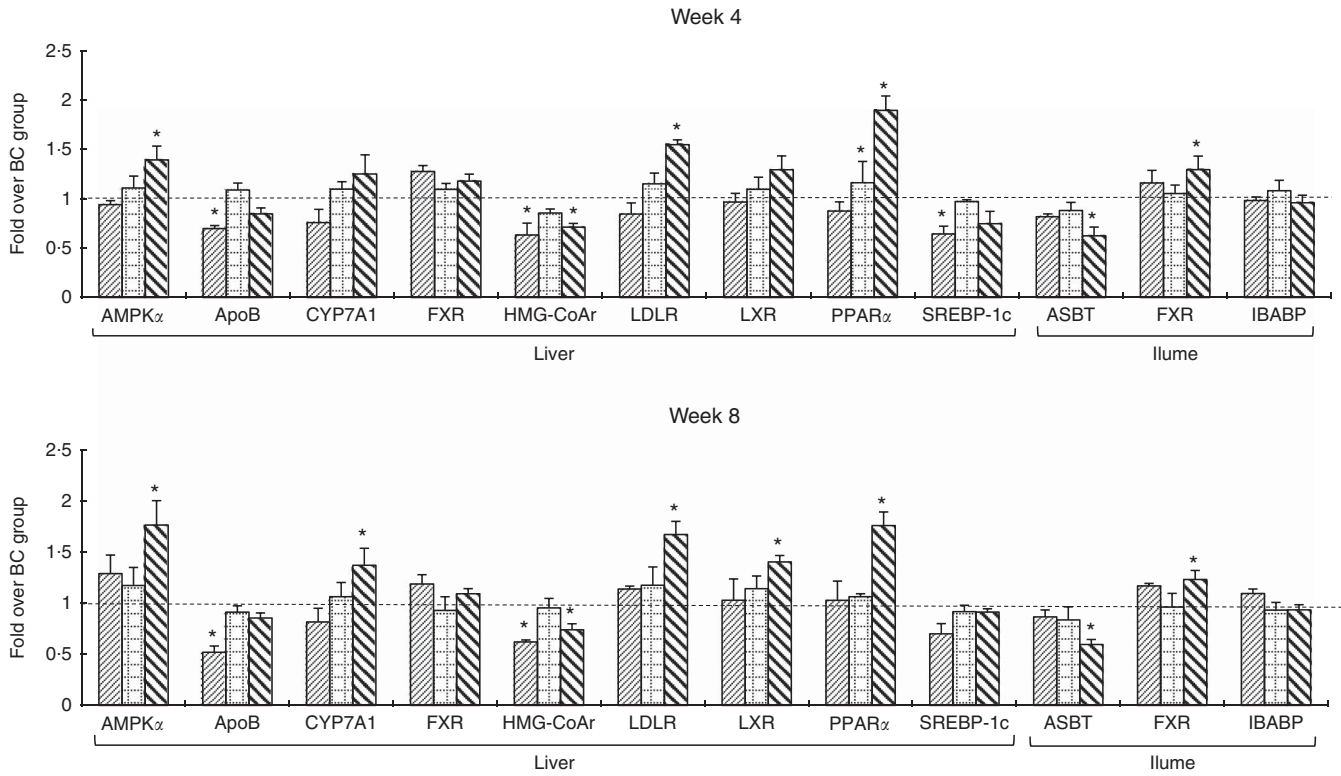 Week 4
Fold over BC group
2·5
2
1·5
1
0·5
0
* * * * * * * * * * *
AMPKα ApoB CYP7A1 FXR HMG-CoAr LDLR LXR PPARα SREBP-1c ASBT FXR IBABP
Liver Ilume
Week 8
Fold over BC group
2·5
2
1·5
1
0·5
0
* * * * * * * * * *
AMPKα ApoB CYP7A1 FXR HMG-CoAr LDLR LXR PPARα SREBP-1c ASBT FXR IBABP
Liver Ilume